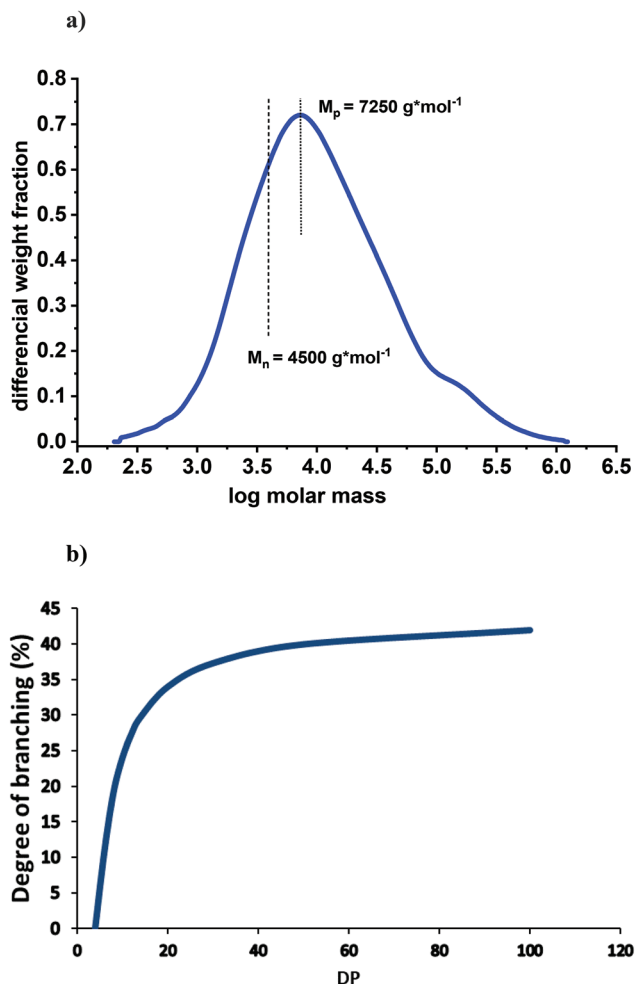 a)
0.8
0.7
0.6
0.5
0.4
0.3
0.2
0.1
0.0
differencial weight fraction
Mp = 7250 g*mol-1
Mn = 4500 g*mol-1
2.0 2.5 3.0 3.5 4.0 4.5 5.0 5.5 6.0 6.5
log molar mass
b)
45
40
35
30
25
20
15
10
5
0
Degree of branching (%)
0 20 40 60 80 100 120
DP